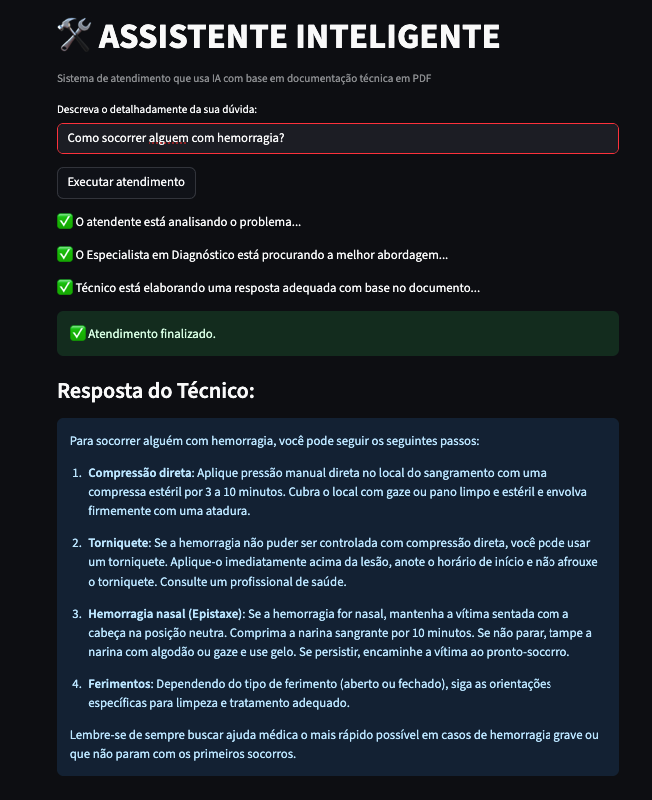 ASSISTENTE INTELIGENTE
Sistema de atendimento que usa IA com base em documentação técnica em PDF
Descreva o detalhadamente da sua dúvida:
Como socorrer alguem com hemorragia?
Executar atendimento
O atendente está analisando o problema...
O Especialista em Diagnóstico está procurando a melhor abordagem...
Técnico está elaborando uma resposta adequada com base no documento...
Atendimento finalizado.
Resposta do Técnico:
Para socorrer alguém com hemorragia, você pode seguir os seguintes passos:
1. Compressão direta: Aplique pressão manual direta no local do sangramento com uma
compressa estéril por 3 a 10 minutos. Cubra o local com gaze ou pano limpo e estéril e envolva
firmemente com uma atadura.
2. Torniquete: Se a hemorragia não puder ser controlada com compressão direta, você pode usar
um torniquete. Aplique-o imediatamente acima da lesão, anote o horário de início e não afrouxe
o torniquete. Consulte um profissional de saúde.
3. Hemorragia nasal (Epistaxe): Se a hemorragia for nasal, mantenha a vítima sentada com a
cabeça na posição neutra. Comprima a narina sangrante por 10 minutos. Se não parar, tampe a
narina com algodão ou gaze e use gelo. Se persistir, encaminhe a vítima ao pronto-socorro.
4. Ferimentos: Dependendo do tipo de ferimento (aberto ou fechado), siga as orientações
específicas para limpeza e tratamento adequado.
Lembre-se de sempre buscar ajuda médica o mais rápido possível em casos de hemorragia grave ou
que não param com os primeiros socorros.